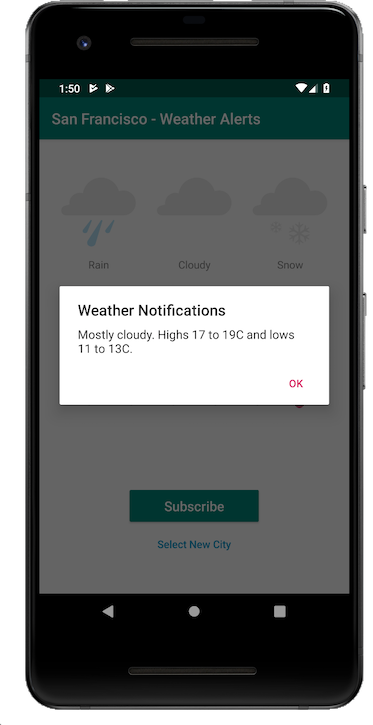 1:50
San Francisco - Weather Alerts
Rain Cloudy Snow
Weather Notifications
Mostly cloudy. Highs 17 to 19C and lows
11 to 13C.
OK
Subscribe
Select New City